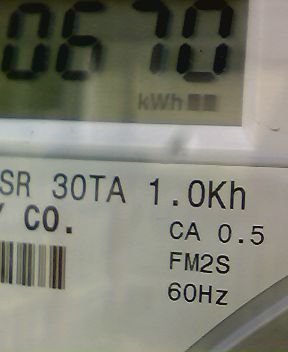 0670
kWh
SR 30TA 1.0Kh
CO.
CA 0.5
FM2S
60Hz